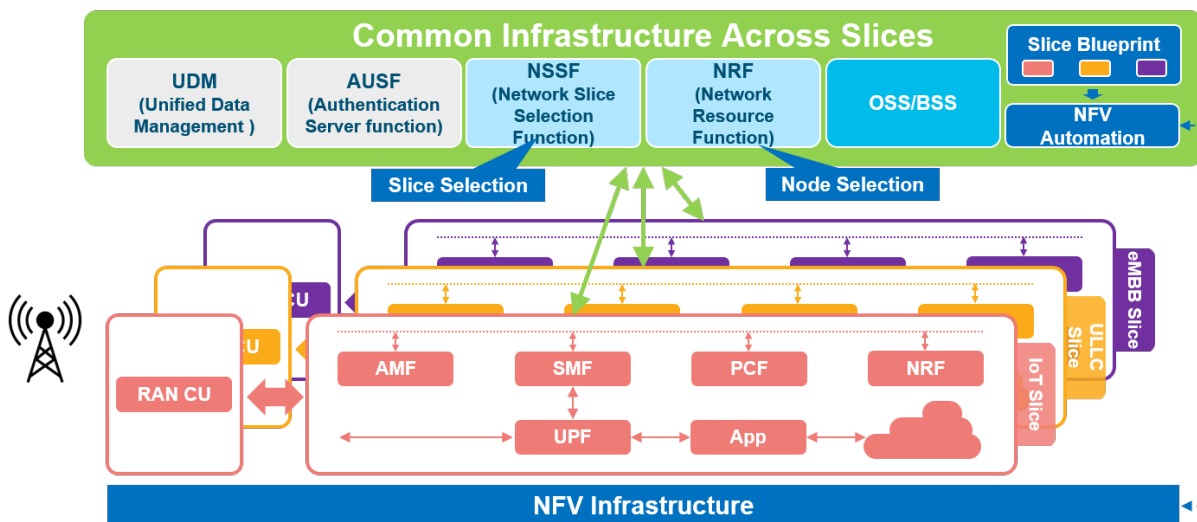 Common Infrastructure Across Slices
UDM
(Unified Data
Management )
AUSF
(Authentication
Server function)
NSSF
(Network Slice
Selection
Function)
NRF
(Network
Resource
Function)
OSS/BSS
Slice Blueprint
NFV
Automation
Slice Selection
Node Selection
eMBB Slice
ULLC
Slice
IoT Slice
CU
CU
RAN CU
AMF
SMF
PCF
NRF
UPF
App
NFV Infrastructure